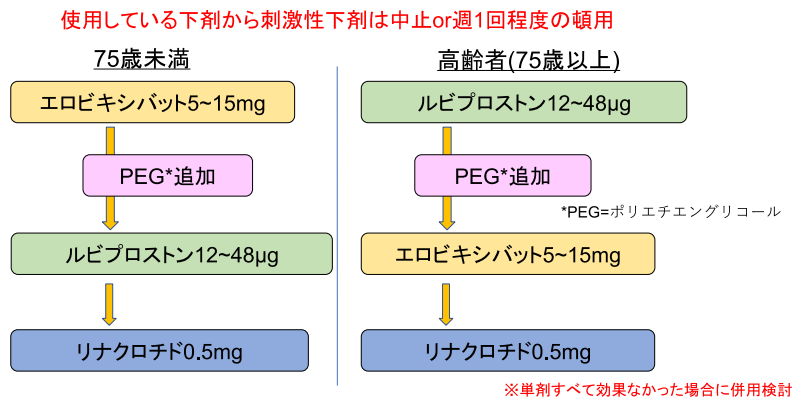 使用している下剤から刺激性下剤は中止or週1回程度の頓用
75歳未満
エロビキシバット5~15mg
PEG*追加
ルビプロストン12~48μg
リナクロチド0.5mg
高齢者(75歳以上)
ルビプロストン12~48μg
PEG*追加
*PEG=ポリエチエングリコール
エロビキシバット5~15mg
リナクロチド0.5mg
※単剤すべて効果なかった場合に併用検討